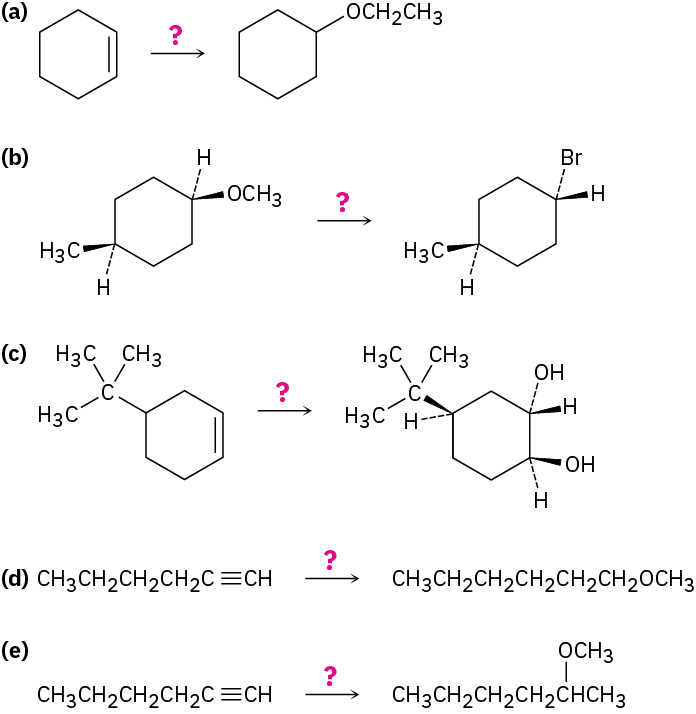 (a) ? OCH2CH3
(b) H OCH3 H3C H ? Br H H3C H
(c) H3C CH3 C H3C ? H3C CH3 C H3C H OH H OH H
(d) CH3CH2CH2CH2C≡CH ? CH3CH2CH2CH2CH2CH2OCH3
(e) CH3CH2CH2CH2C≡CH ? OCH3
CH3CH2CH2CH2CHCH3